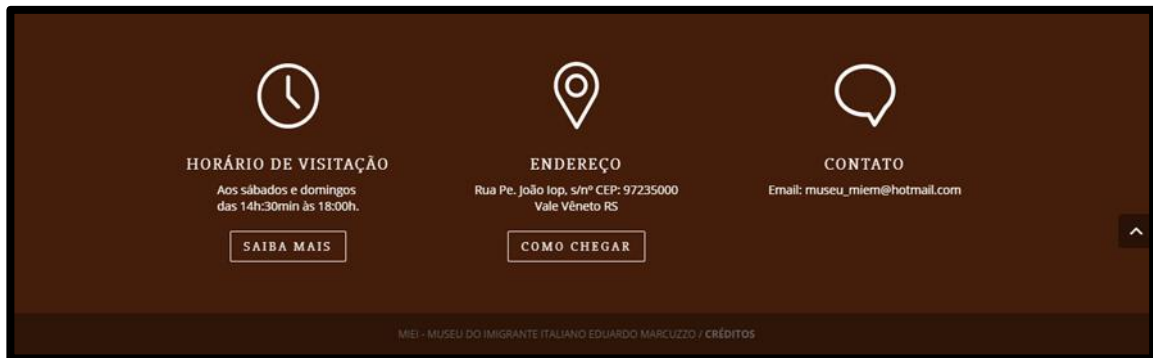 HORÁRIO DE VISITAÇÃO
Aos sábados e domingos
das 14h:30min às 18:00h.
SAIBA MAIS
ENDEREÇO
Rua Pe. João Iop, s/nº CEP: 97235000
Vale Vêneto RS
COMO CHEGAR
CONTATO
Email: museu_miem@hotmail.com
MIEI - MUSEU DO IMIGRANTE ITALIANO EDUARDO MARCUZZO / CRÉDITOS